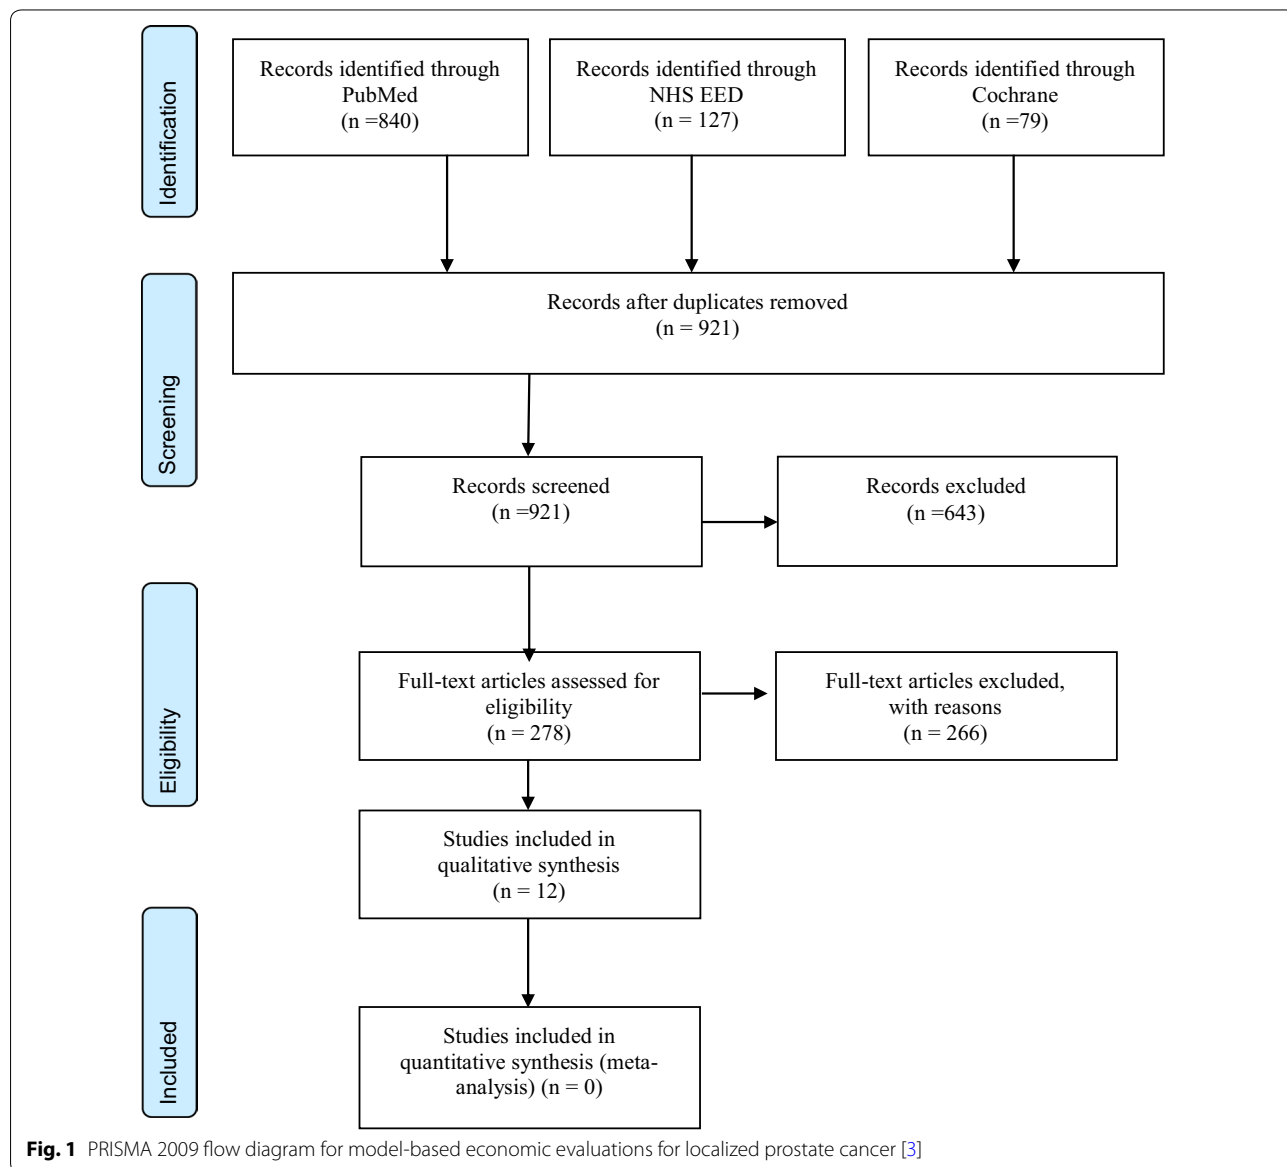 Identification
Records identified through
PubMed
(n =840)
Records identified through
NHS EED
(n = 127)
Records identified through
Cochrane
(n =79)
Screening
Records after duplicates removed
(n = 921)
Records screened
(n =921)
Records excluded
(n =643)
Eligibility
Full-text articles assessed for
eligibility
(n = 278)
Full-text articles excluded,
with reasons
(n = 266)
Studies included in
qualitative synthesis
(n = 12)
Included
Studies included in
quantitative synthesis (meta-
analysis) (n = 0)
Fig. 1 PRISMA 2009 flow diagram for model-based economic evaluations for localized prostate cancer [3]